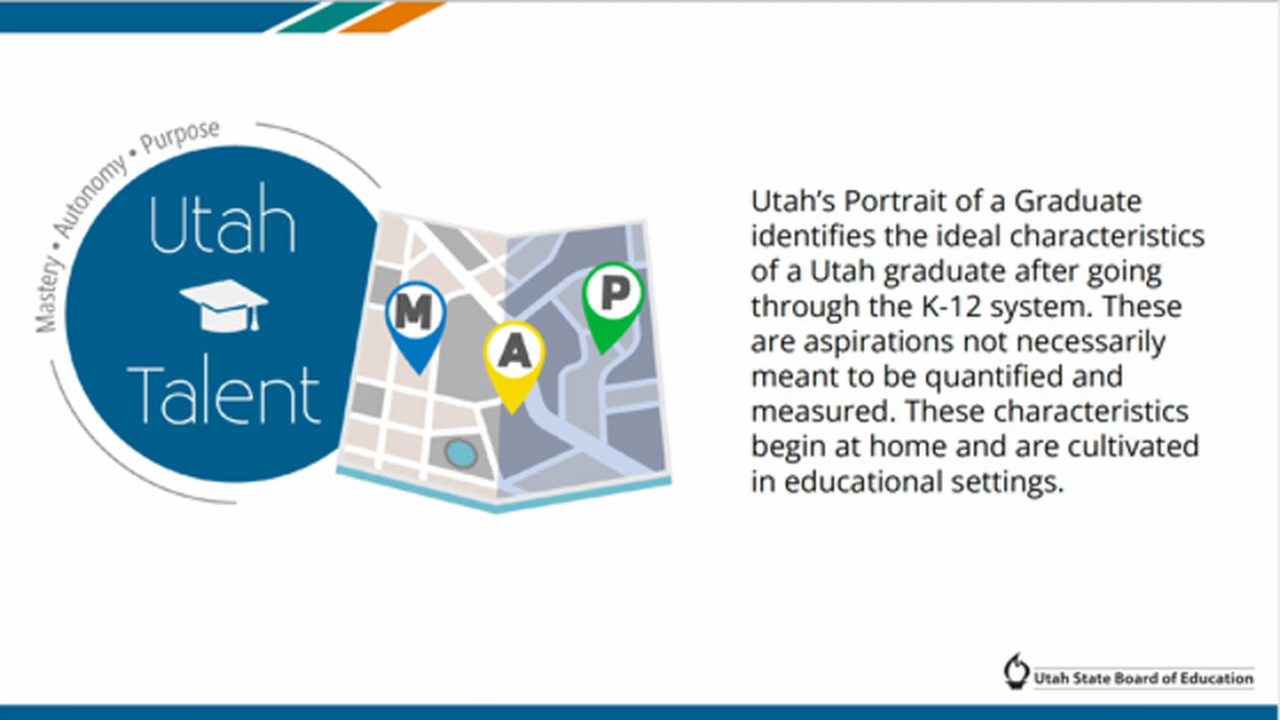 Mastery • Autonomy • Purpose
Utah
Talent
M
A
P
Utah's Portrait of a Graduate
identifies the ideal characteristics
of a Utah graduate after going
through the K-12 system. These
are aspirations not necessarily
meant to be quantified and
measured. These characteristics
begin at home and are cultivated
in educational settings.
Utah State Board of Education